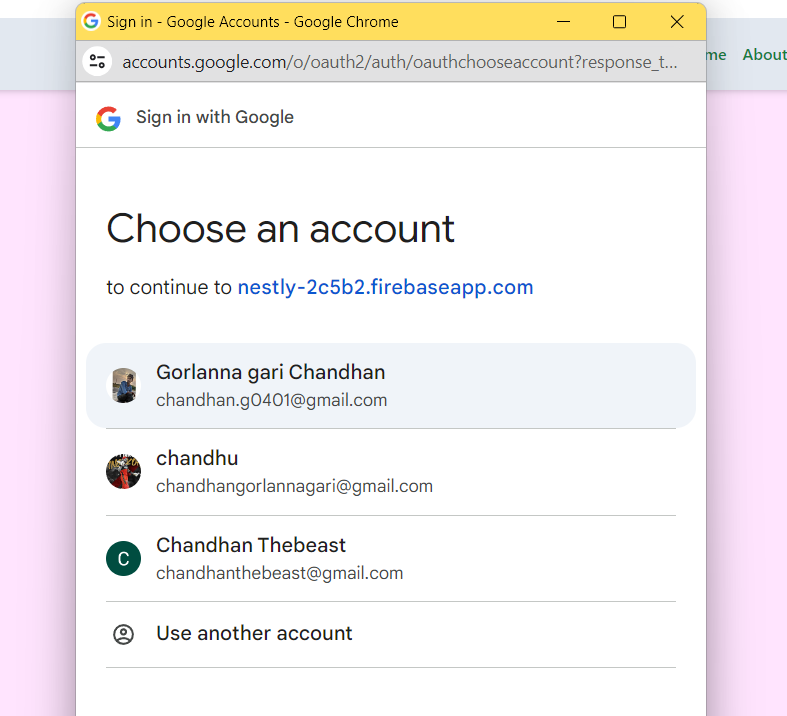 Sign in - Google Accounts - Google Chrome
accounts.google.com/o/oauth2/auth/oauthchooseaccount?response_t...
me About
Sign in with Google
Choose an account
to continue to nestly-2c5b2.firebaseapp.com
Gorlanna gari Chandhan
chandhan.g0401@gmail.com
chandhu
chandhangorlannagari@gmail.com
C
Chandhan Thebeast
chandhanthebeast@gmail.com
Use another account